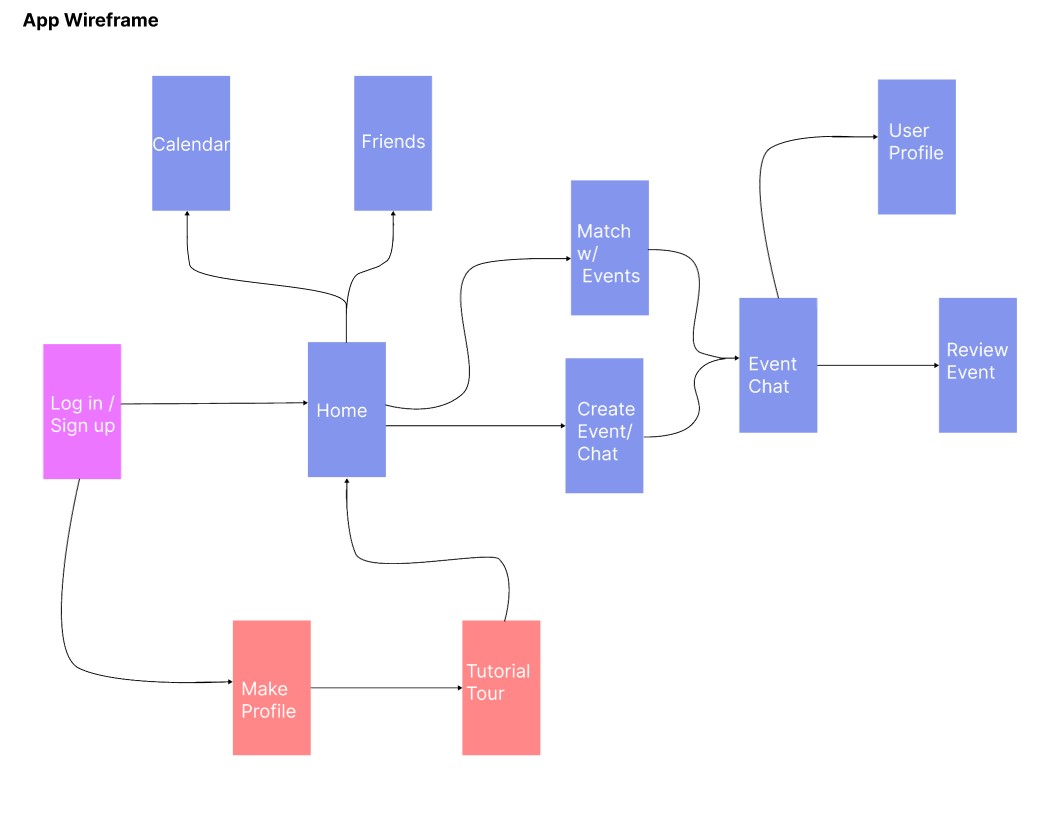 App Wireframe
Calendar
Friends
User
Profile
Match
w/
Events
Log in /
Sign up
Home
Create
Event/
Chat
Event
Chat
Review
Event
Make
Profile
Tutorial
Tour